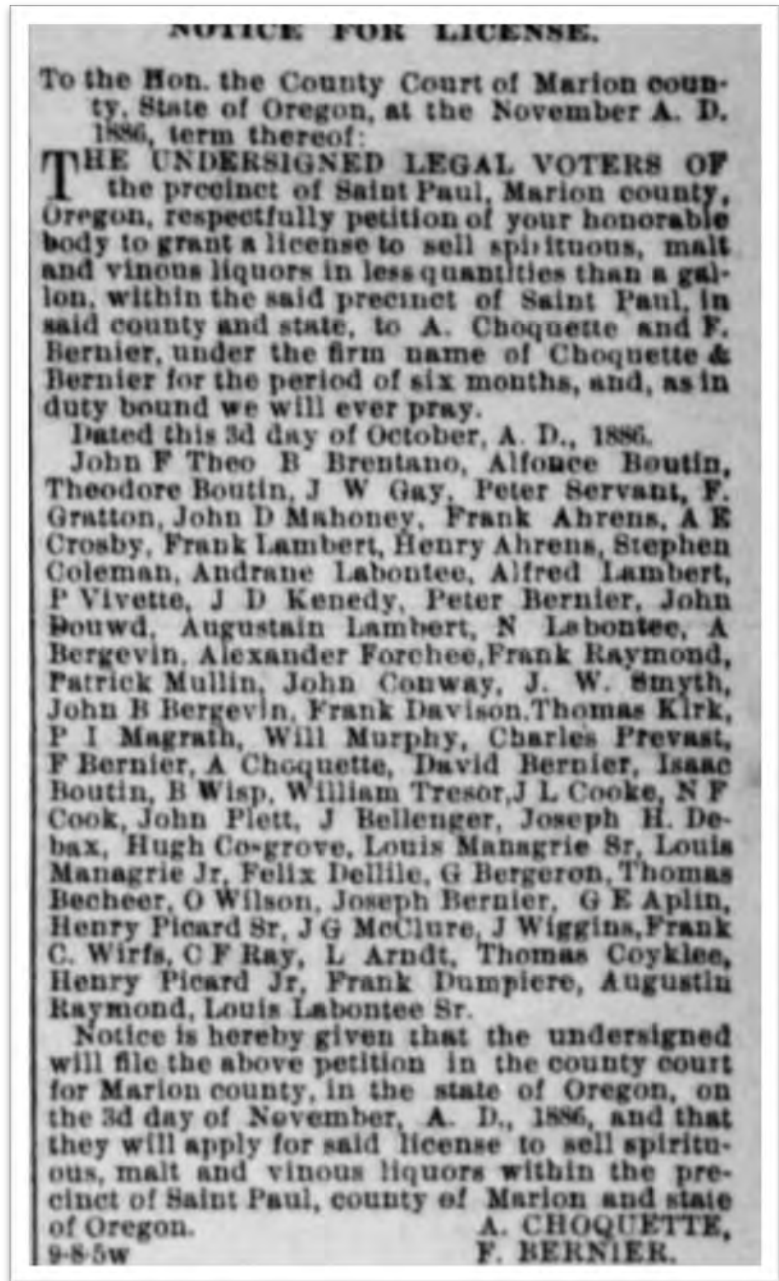 NOTICE FOR LICENSE.
To the Hon. the County Court of Marion coun-
ty, State of Oregon, at the November A. D.
1886, term thereof:
THE UNDERSIGNED LEGAL VOTERS OF
the precinct of Saint Paul, Marion county,
Oregon, respectfully petition of your honorable
body to grant a license to sell spirituous, malt
and vinous liquors in less quantities than a gal-
lon, within the said precinct of Saint Paul, in
said county and state, to A. Choquette and F.
Bernier, under the firm name of Choquette &
Bernier for the period of six months, and, as in
duty bound we will ever pray.
Dated this 3d day of October, A. D., 1886.
John F Theo B Brentano, Alfonce Boutin,
Theodore Boutin, J W Gay, Peter Servant, F.
Gratton, John D Mahoney, Frank Ahrens, A E
Crosby, Frank Lambert, Henry Ahrens, Stephen
Coleman, Andrane Labontee, Alfred Lambert,
P Vivette, J D Kenedy, Peter Bernier, John
Douwd, Augustain Lambert, N Labontee, A
Bergevin, Alexander Forchee, Frank Raymond,
Patrick Mullin, John Conway, J. W. Smyth,
John B Bergevin, Frank Davison, Thomas Kirk,
P I Magrath, Will Murphy, Charles Prevast,
F Bernier, A Choquette, David Bernier, Isaac
Boutin, B Wisp, William Tresor, J L Cooke, N F
Cook, John Plett, J Bellenger, Joseph H. De-
bax, Hugh Cosgrove, Louis Managrie Sr, Louis
Managrie Jr, Felix Dellile, G Bergeron, Thomas
Becheer, O Wilson, Joseph Bernier, G E Aplin,
Henry Picard Sr, J G McClure, J Wiggins, Frank
C. Wirfs, C F Ray, L Arndt, Thomas Coyklee,
Henry Picard Jr, Frank Dumpiere, Augustin
Raymond, Louis Labontee Sr.
Notice is hereby given that the undersigned
will file the above petition in the county court
for Marion county, in the state of Oregon, on
the 3d day of November, A. D., 1886, and that
they will apply for said license to sell spiritu-
ous, malt and vinous liquors within the pre-
cinct of Saint Paul, county of Marion and state
of Oregon. A. CHOQUETTE,
9-8-5w F. BERNIER.